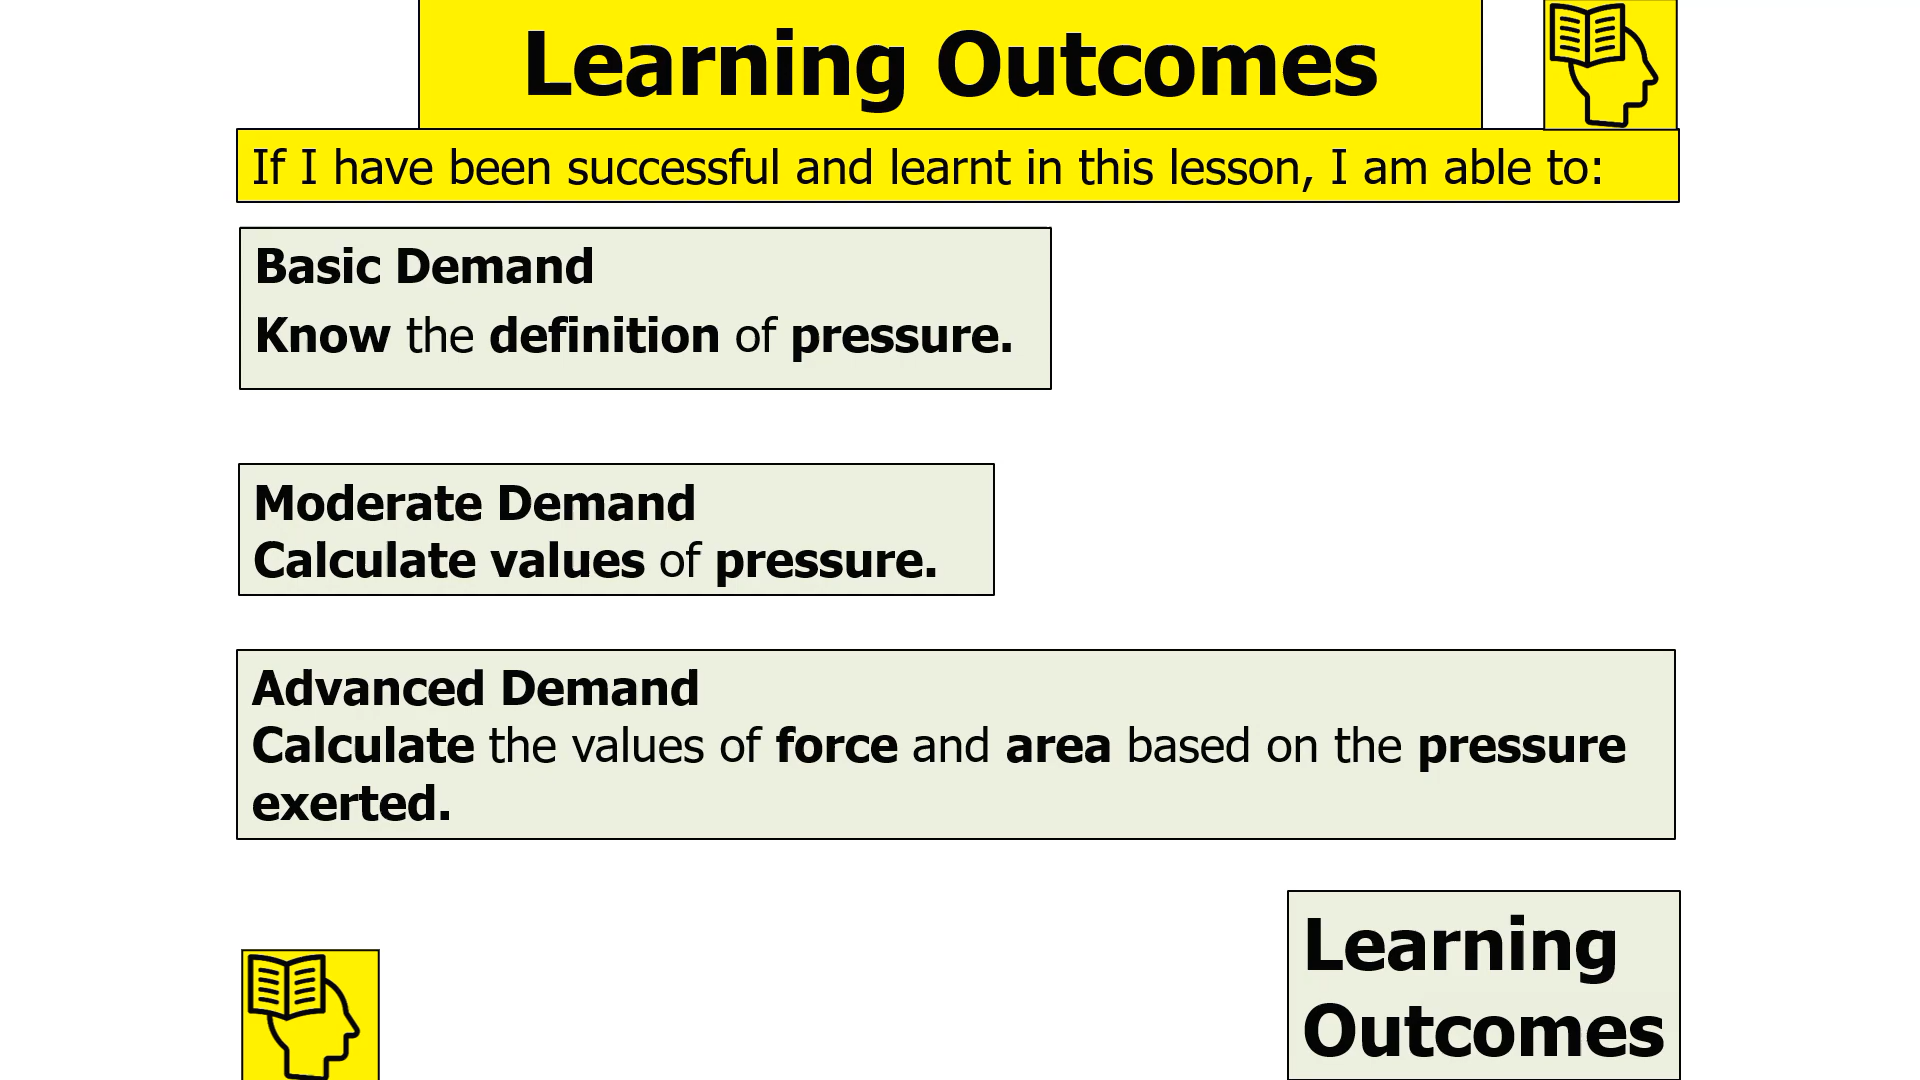 Learning Outcomes
If I have been successful and learnt in this lesson, I am able to:
Basic Demand
Know the definition of pressure.
Moderate Demand
Calculate values of pressure.
Advanced Demand
Calculate the values of force and area based on the pressure
exerted.
Learning
Outcomes